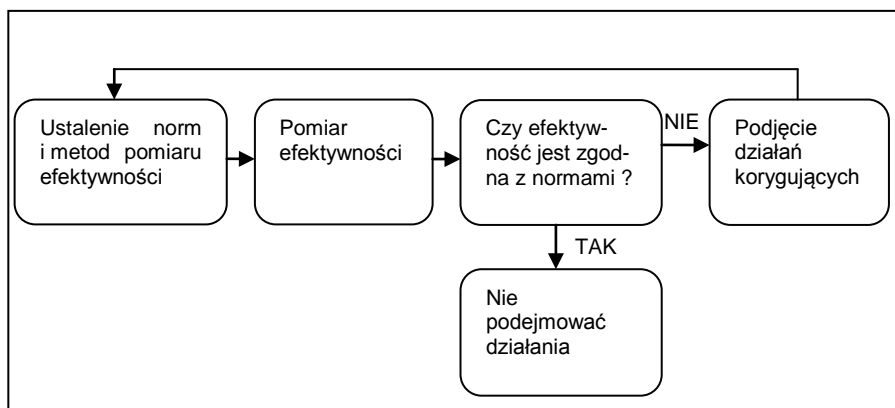 Ustalenie norm
i metod pomiaru
efektywności
Pomiar
efektywności
Czy efektyw-
ność jest zgod-
na z normami ?
NIE
Podjęcie
działań
korygujących
TAK
Nie
podejmować
działania